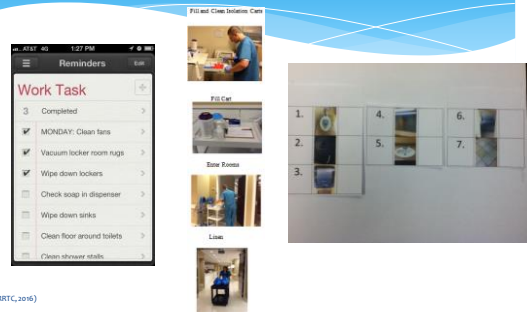 AT&T 4G 1:27 PM
Reminders Edit
Work Task
3 Completed
MONDAY: Clean fans
Vacuum locker room rugs
Wipe down lockers
Check soap in dispenser
Wipe down sinks
Clean floor around toilets
Clean shower stalls
Fill and Clean Isolation Carts
Fill Cart
Enter Rooms
Linen
1.
2.
3.
4.
5.
6.
7.
RRTC, 2016)